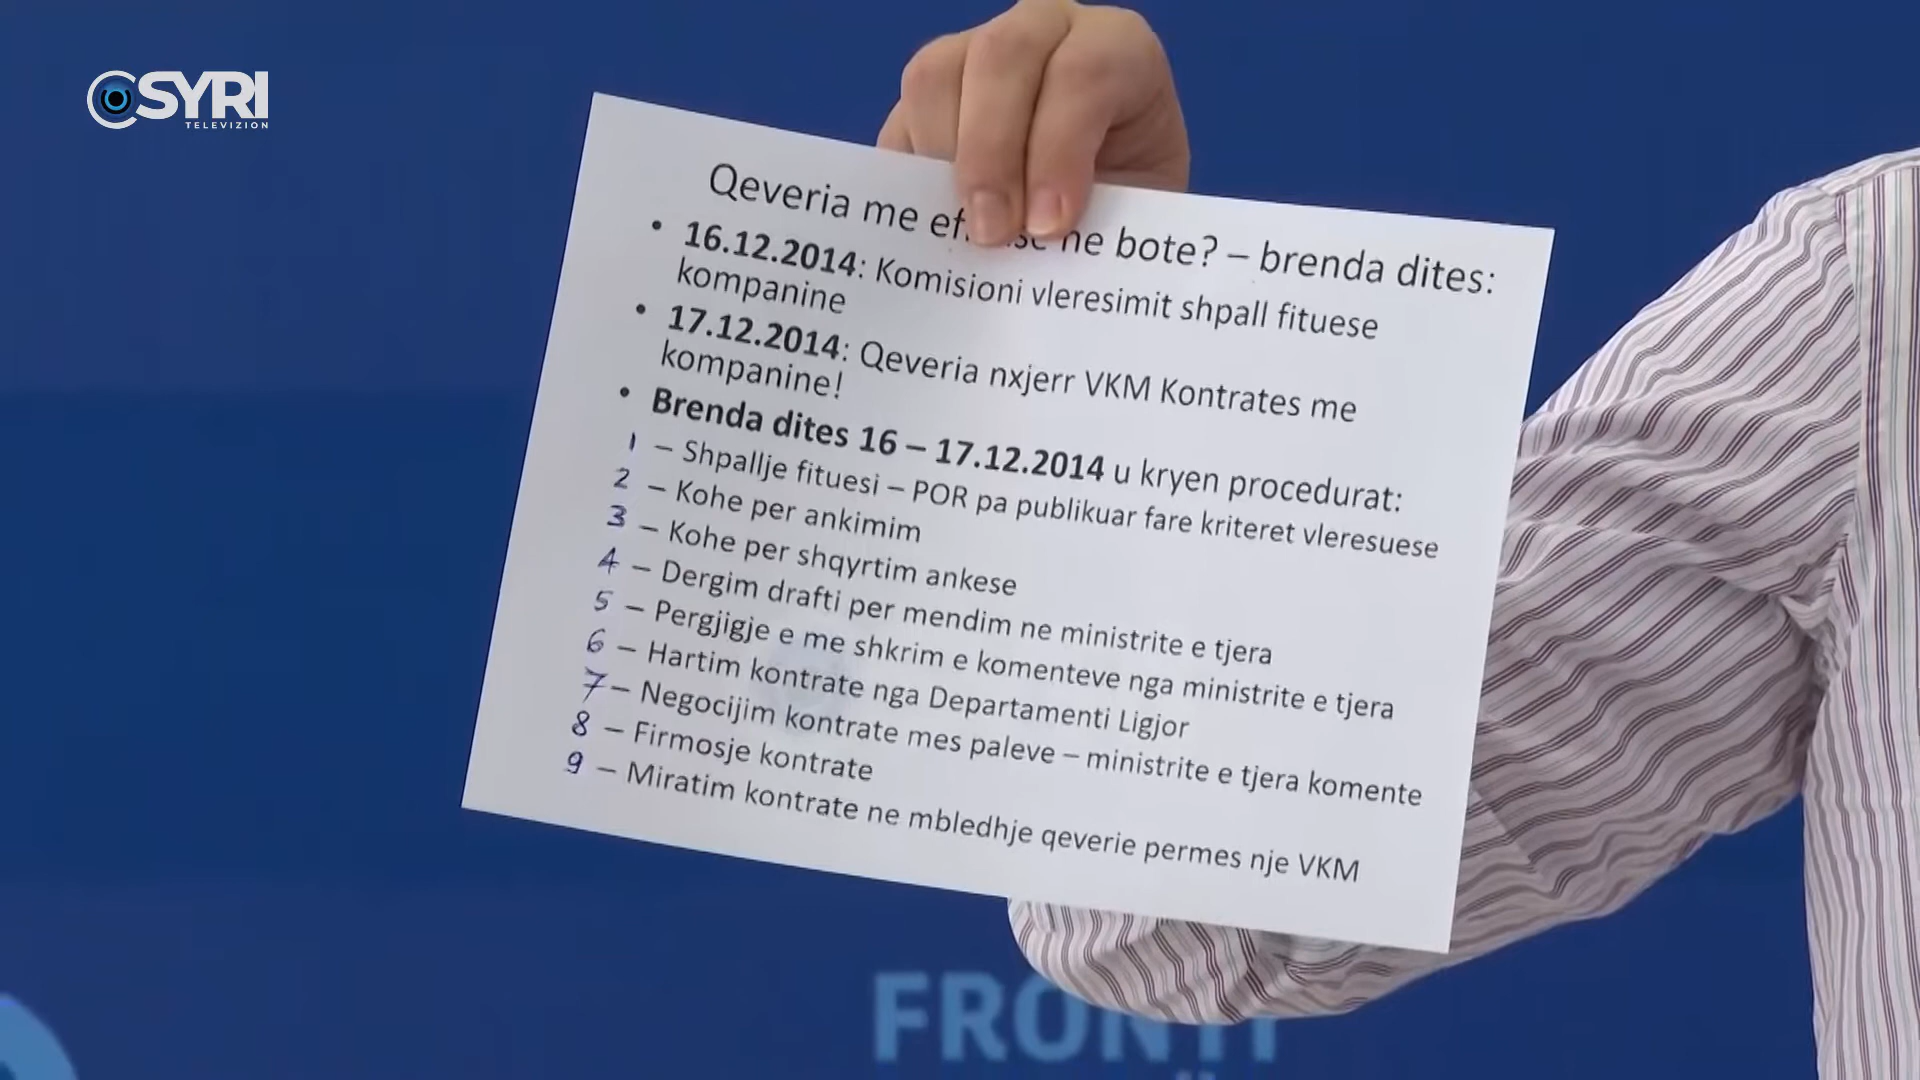 SYRI
TELEVIZION
Qeveria me ne bote? – brenda dites:
• 16.12.2014: Komisioni vleresimit shpall fituese
kompanine
• 17.12.2014: Qeveria nxjerr VKM Kontrates me
kompanine!
• Brenda dites 16 – 17.12.2014 u kryen procedurat:
1 – Shpallje fituesi – POR pa publikuar fare kriteret vleresuese
2 – Kohe per ankimim
3 – Kohe per shqyrtim ankese
4 – Dergim drafti per mendim ne ministrite e tjera
5 – Pergjigje e me shkrim e komenteve nga ministrite e tjera
6 – Hartim kontrate nga Departamenti Ligjor
7 – Negocijim kontrate mes paleve – ministrite e tjera komente
8 – Firmosje kontrate
9 – Miratim kontrate ne mbledhje qeverie permes nje VKM